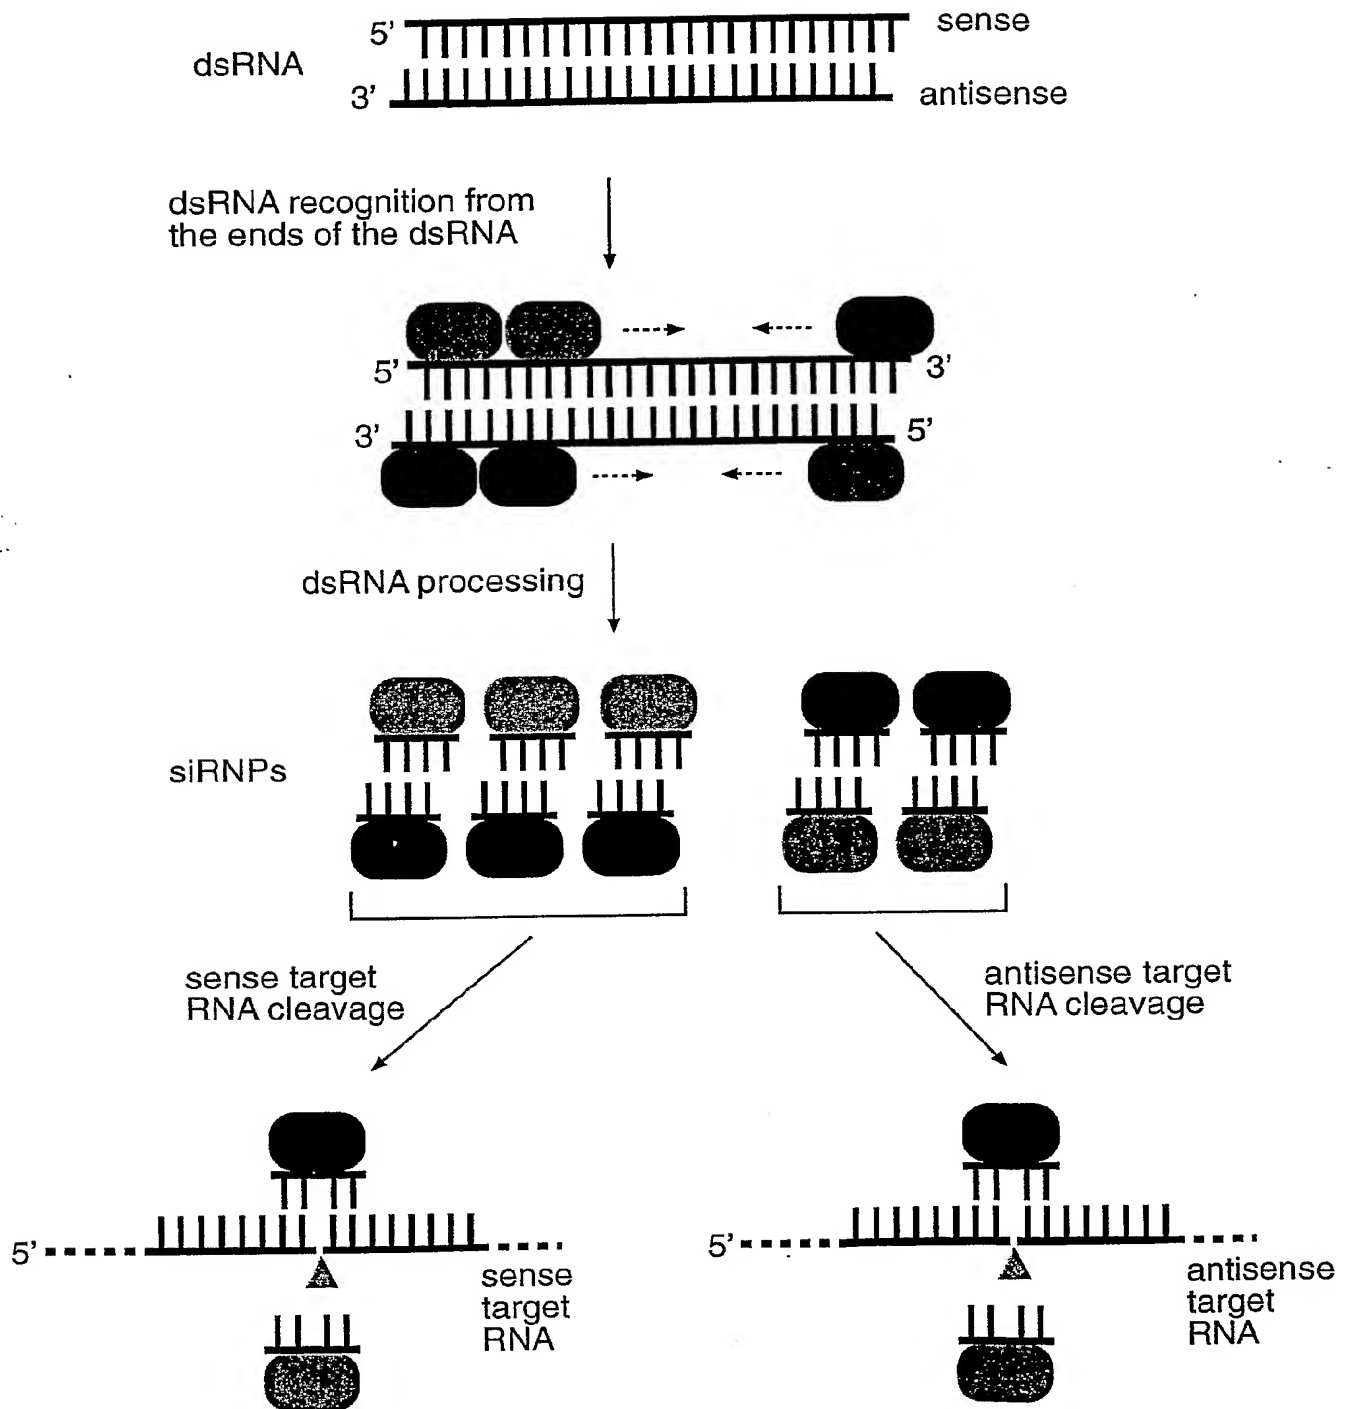 5' sense
dsRNA
3' antisense
dsRNA recognition from
the ends of the dsRNA
5' 3'
3' 5'
dsRNA processing
siRNPs
sense target
RNA cleavage
antisense target
RNA cleavage
5'
sense
target
RNA
5'
antisense
target
RNA